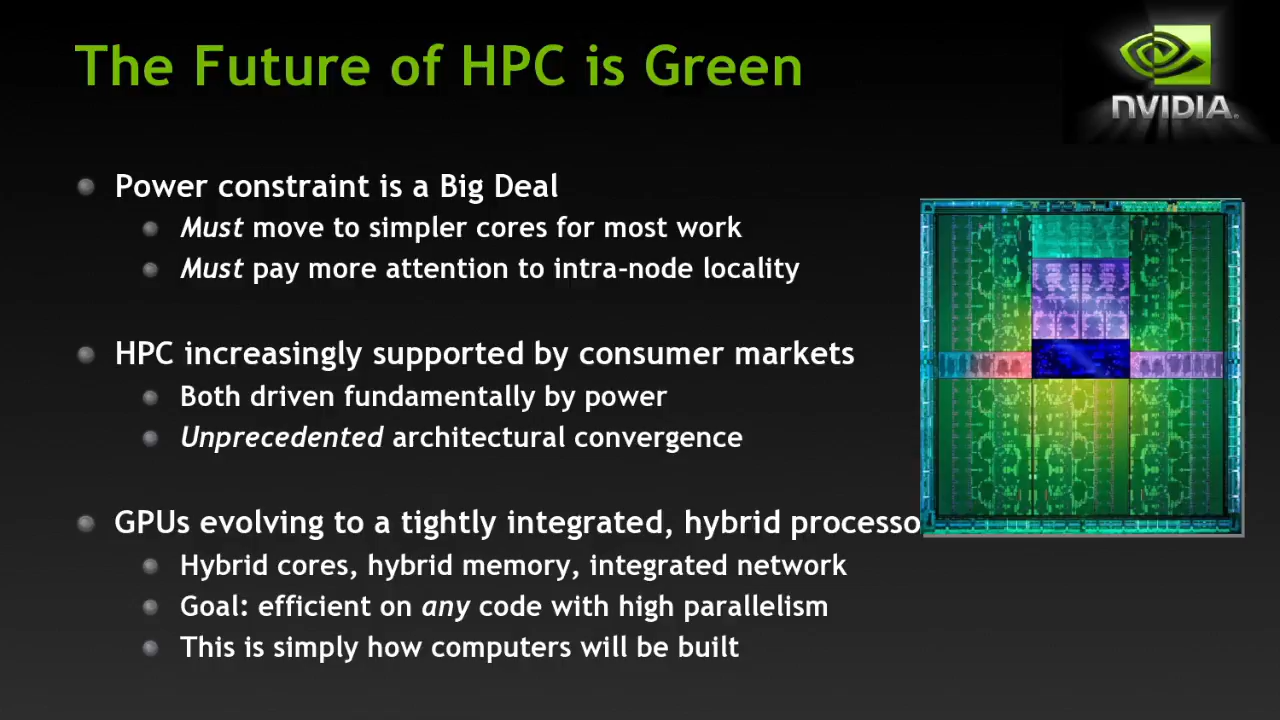 The Future of HPC is Green
NVIDIA.
Power constraint is a Big Deal
Must move to simpler cores for most work
Must pay more attention to intra-node locality
HPC increasingly supported by consumer markets
Both driven fundamentally by power
Unprecedented architectural convergence
GPUs evolving to a tightly integrated, hybrid processo
Hybrid cores, hybrid memory, integrated network
Goal: efficient on any code with high parallelism
This is simply how computers will be built